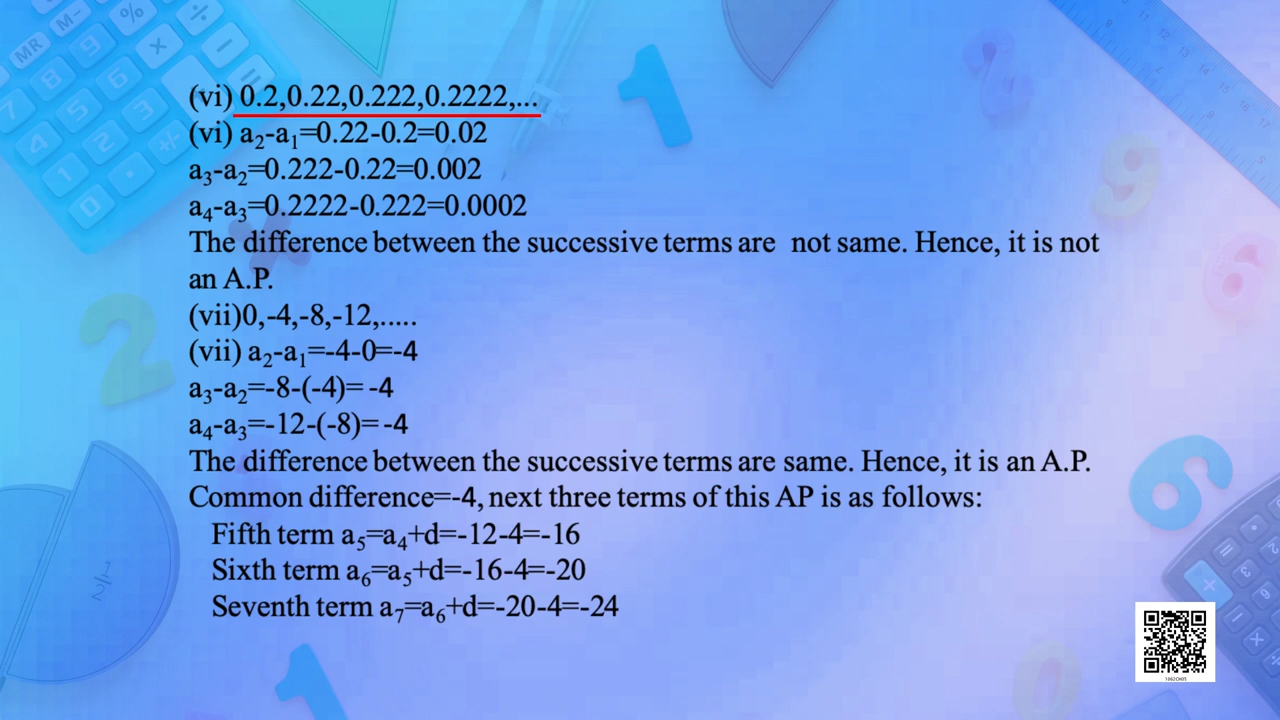 (vi) 0.2,0.22,0.222,0.2222,...
(vi) a₂-a₁=0.22-0.2=0.02
a₃-a₂=0.222-0.22=0.002
a₄-a₃=0.2222-0.222=0.0002
The difference between the successive terms are not same. Hence, it is not
an A.P.
(vii)0,-4,-8,-12,.....
(vii) a₂-a₁=-4-0=-4
a₃-a₂=-8-(-4)= -4
a₄-a₃=-12-(-8)= -4
The difference between the successive terms are same. Hence, it is an A.P.
Common difference=-4, next three terms of this AP is as follows:
Fifth term a₅=a₄+d=-12-4=-16
Sixth term a₆=a₅+d=-16-4=-20
Seventh term a₇=a₆+d=-20-4=-24